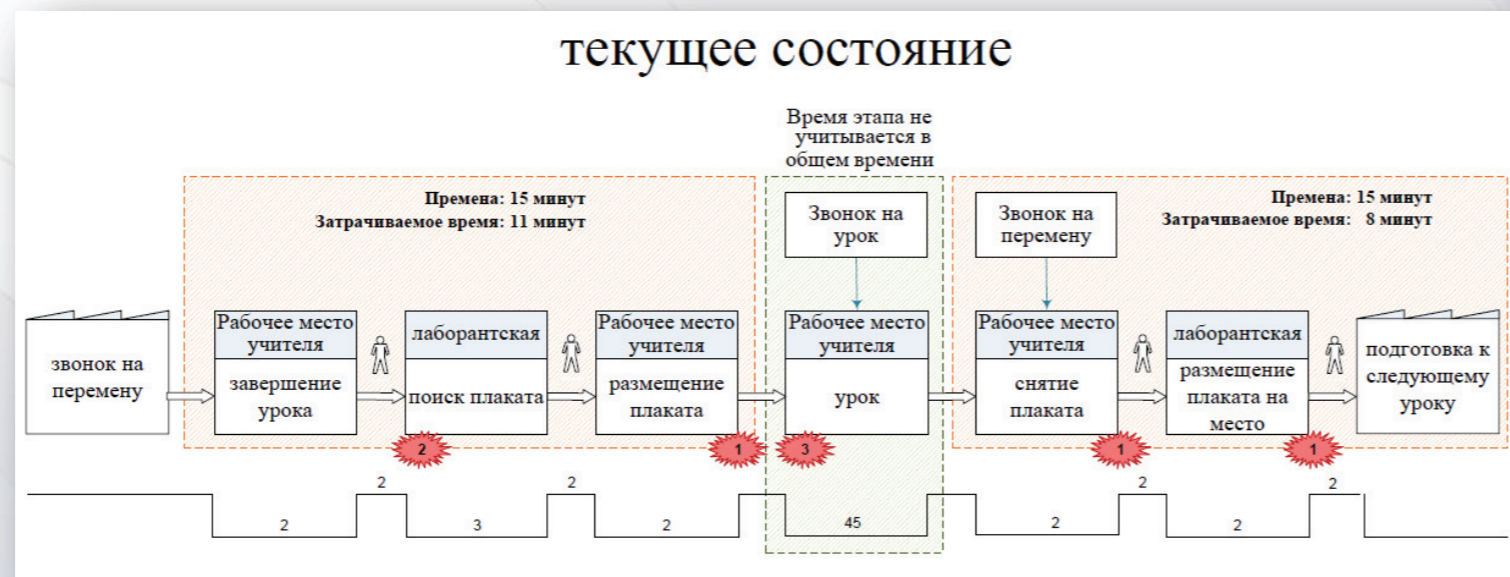 текущее состояние
Время этапа не
учитывается в
общем времени
Премена: 15 минут
Затрачиваемое время: 11 минут
Звонок на
урок
Звонок на
перемену
Премена: 15 минут
Затрачиваемое время: 8 минут
звонок на
перемену
Рабочее место
учителя
завершение
урока
лаборантская
поиск плаката
Рабочее место
учителя
размещение
плаката
Рабочее место
учителя
урок
Рабочее место
учителя
снятие
плаката
лаборантская
размещение
плаката на
место
подготовка к
следующему
уроку
2
1
3
1
1
2
2
2
2
2
3
2
45
2
2